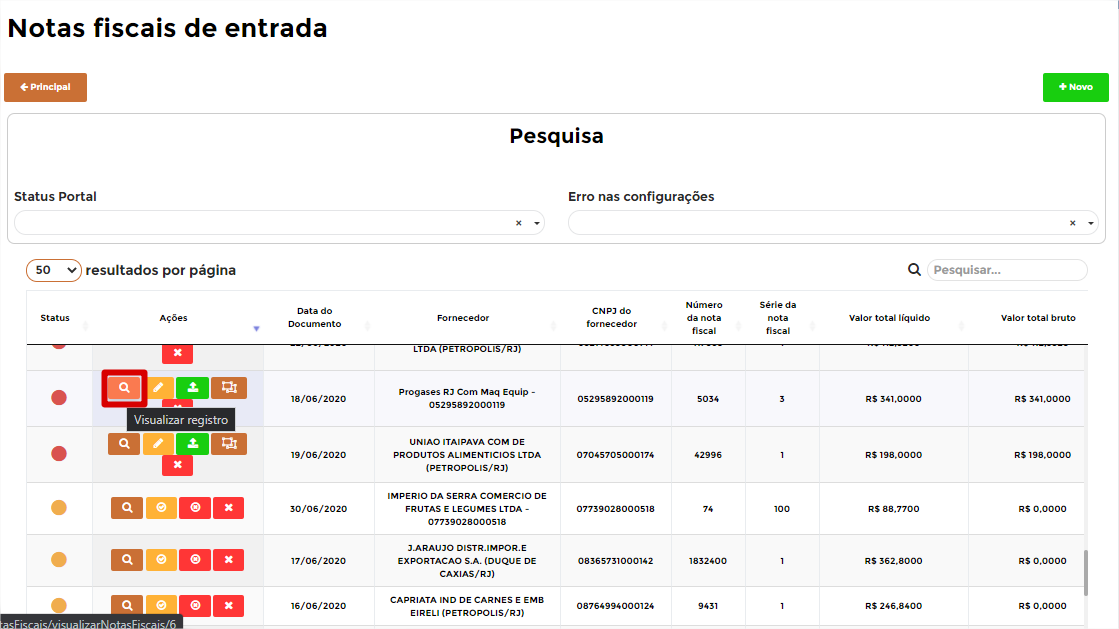 Notas fiscais de entrada
Principal
Novo
Pesquisa
Status Portal
Erro nas configurações
×
×
50 resultados por página
Pesquisar...
Status
Ações
Data do
Documento
Fornecedor
CNPJ do
fornecedor
Número
da nota
fiscal
Série da
nota
fiscal
Valor total líquido
Valor total bruto
LTDA (PETROPOLIS/RJ)
18/06/2020
Progases RJ Com Maq Equip -
05295892000119
05295892000119
5034
3
R$ 341,0000
R$ 341,0000
Visualizar registro
19/06/2020
UNIAO ITAIPAVA COM DE
PRODUTOS ALIMENTICIOS LTDA
(PETROPOLIS/RJ)
07045705000174
42996
1
R$ 198,0000
R$ 198,0000
30/06/2020
IMPERIO DA SERRA COMERCIO DE
FRUTAS E LEGUMES LTDA -
07739028000518
07739028000518
74
100
R$ 88,7700
R$ 0,0000
17/06/2020
J.ARAUJO DISTR.IMPOR.E
EXPORTACAO S.A. (DUQUE DE
CAXIAS/RJ)
08365731000142
1832400
1
R$ 362,8000
R$ 0,0000
16/06/2020
CAPRIATA IND DE CARNES E EMB
EIRELI (PETROPOLIS/RJ)
08764994000124
9431
1
R$ 246,8400
R$ 0,0000
tasFiscais/visualizarNotasFiscais/6